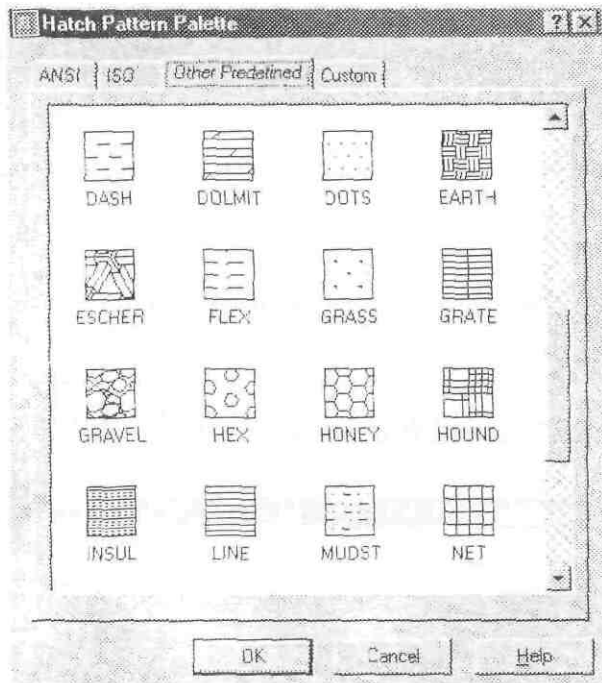 Hatch Pattern Palette
ANSI ISO Other Predefined Custom
DASH DOLMIT DOTS EARTH
ESCHER FLEX GRASS GRATE
GRAVEL HEX HONEY HOUND
INSUL LINE MUDST NET
OK Cancel Help